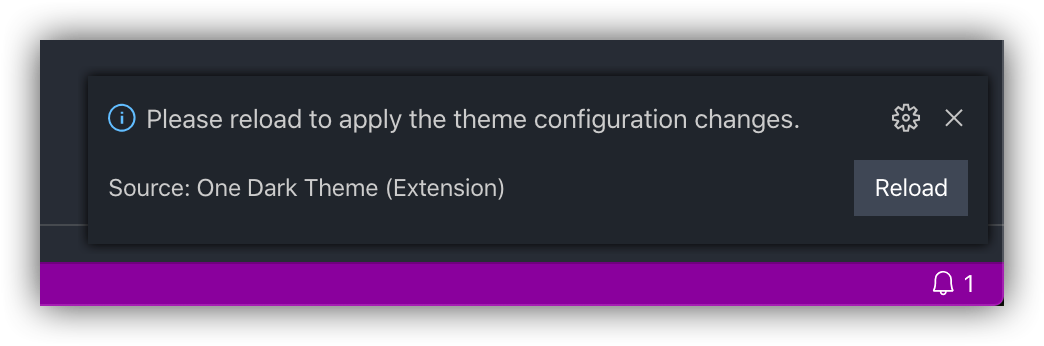 Please reload to apply the theme configuration changes.
Source: One Dark Theme (Extension)
Reload
1